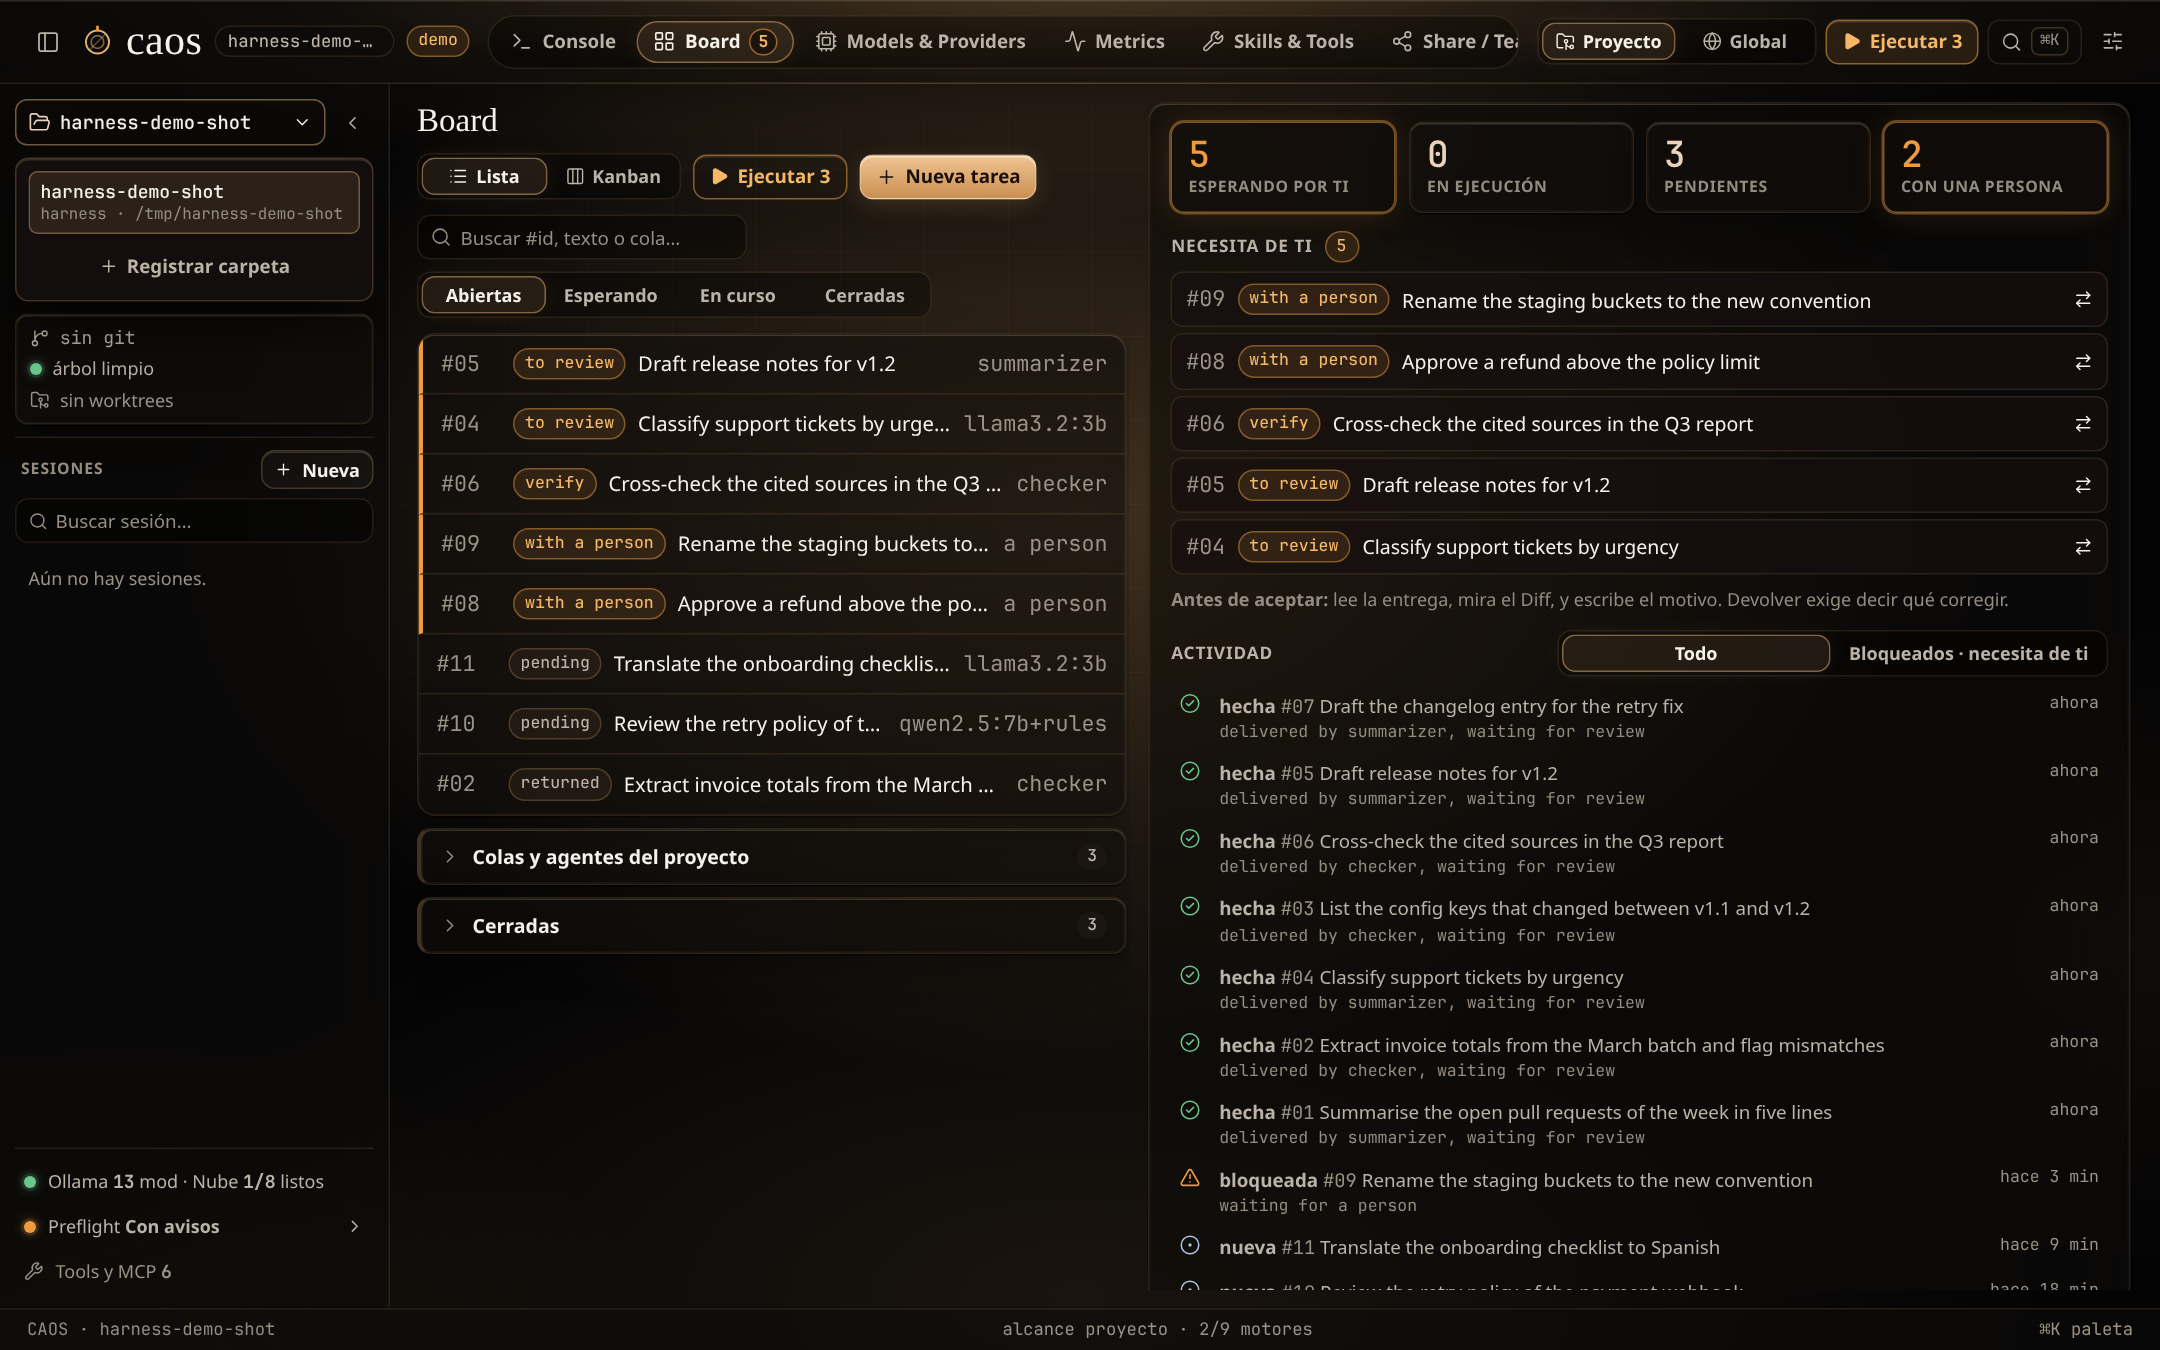 caos
harness-demo-…
demo
Console
Board 5
Models & Providers
Metrics
Skills & Tools
Share / Tea
Proyecto
Global
Ejecutar 3
⌘K
harness-demo-shot
harness-demo-shot
harness · /tmp/harness-demo-shot
+ Registrar carpeta
sin git
árbol limpio
sin worktrees
SESIONES
+ Nueva
Buscar sesión...
Aún no hay sesiones.
Ollama 13 mod · Nube 1/8 listos
Preflight Con avisos
Tools y MCP 6
Board
Lista
Kanban
Ejecutar 3
+ Nueva tarea
Buscar #id, texto o cola...
Abiertas
Esperando
En curso
Cerradas
#05 to review Draft release notes for v1.2 summarizer
#04 to review Classify support tickets by urge... llama3.2:3b
#06 verify Cross-check the cited sources in the Q3 ... checker
#09 with a person Rename the staging buckets to... a person
#08 with a person Approve a refund above the po... a person
#11 pending Translate the onboarding checklis... llama3.2:3b
#10 pending Review the retry policy of t... qwen2.5:7b+rules
#02 returned Extract invoice totals from the March ... checker
Colas y agentes del proyecto 3
Cerradas 3
5 ESPERANDO POR TI
0 EN EJECUCIÓN
3 PENDIENTES
2 CON UNA PERSONA
NECESITA DE TI 5
#09 with a person Rename the staging buckets to the new convention
#08 with a person Approve a refund above the policy limit
#06 verify Cross-check the cited sources in the Q3 report
#05 to review Draft release notes for v1.2
#04 to review Classify support tickets by urgency
Antes de aceptar: lee la entrega, mira el Diff, y escribe el motivo. Devolver exige decir qué corregir.
ACTIVIDAD
Todo
Bloqueados · necesita de ti
hecha #07 Draft the changelog entry for the retry fix ahora
delivered by summarizer, waiting for review
hecha #05 Draft release notes for v1.2 ahora
delivered by summarizer, waiting for review
hecha #06 Cross-check the cited sources in the Q3 report ahora
delivered by checker, waiting for review
hecha #03 List the config keys that changed between v1.1 and v1.2 ahora
delivered by checker, waiting for review
hecha #04 Classify support tickets by urgency ahora
delivered by summarizer, waiting for review
hecha #02 Extract invoice totals from the March batch and flag mismatches ahora
delivered by checker, waiting for review
hecha #01 Summarise the open pull requests of the week in five lines ahora
delivered by summarizer, waiting for review
bloqueada #09 Rename the staging buckets to the new convention hace 3 min
waiting for a person
nueva #11 Translate the onboarding checklist to Spanish hace 9 min
nueva #10 Review the retry policy of the payment webhook hace 18 min
CAOS · harness-demo-shot
alcance proyecto · 2/9 motores
⌘K paleta